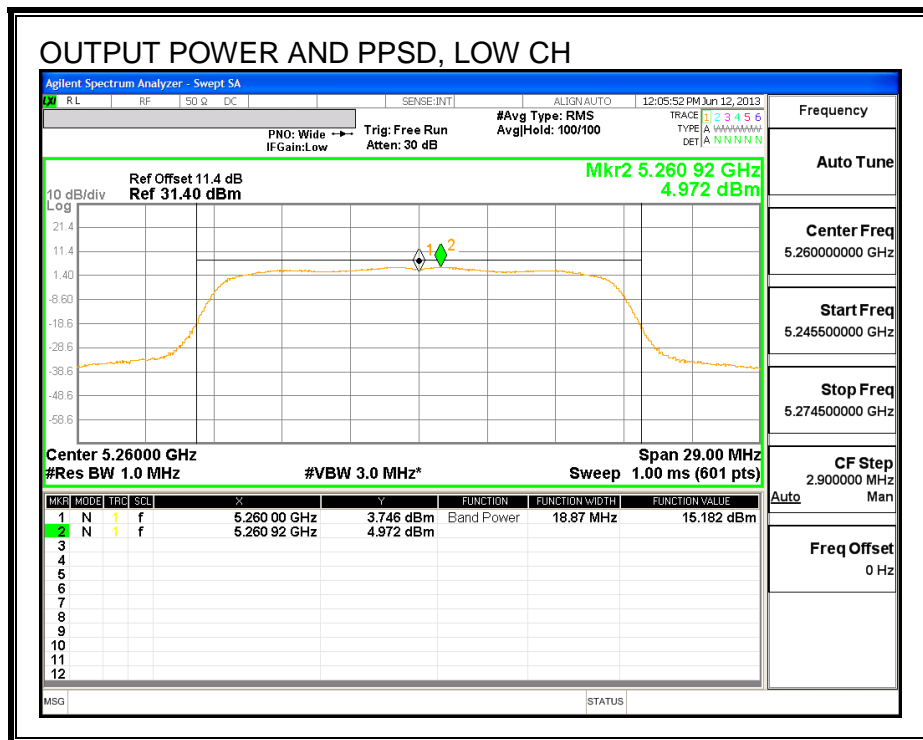 OUTPUT POWER AND PPSD, LOW CH
Agilent Spectrum Analyzer - Swept SA
LXI RL RF 50 Ω DC SENSE:INT ALIGNAUTO 12:05:52 PM Jun 12, 2013
PNO: Wide
IFGain:Low
Trig: Free Run
Atten: 30 dB
#Avg Type: RMS
Avg|Hold: 100/100
TRACE 1 2 3 4 5 6
TYPE A WWWWW
DET A N N N N N
Mkr2 5.260 92 GHz
4.972 dBm
Ref Offset 11.4 dB
10 dB/div Ref 31.40 dBm
Log
21.4
11.4
1.40
-8.60
-18.6
-28.6
-38.6
-48.6
-58.6
1
2
Center 5.26000 GHz Span 29.00 MHz
#Res BW 1.0 MHz #VBW 3.0 MHz* Sweep 1.00 ms (601 pts)
MKR MODE TRC SCL X Y FUNCTION FUNCTION WIDTH FUNCTION VALUE
1 N 1 f 5.260 00 GHz 3.746 dBm Band Power 18.87 MHz 15.182 dBm
2 N 1 f 5.260 92 GHz 4.972 dBm
3
4
5
6
7
8
9
10
11
12
MSG STATUS
Frequency
Auto Tune
Center Freq
5.260000000 GHz
Start Freq
5.245500000 GHz
Stop Freq
5.274500000 GHz
CF Step
2.900000 MHz
Auto Man
Freq Offset
0 Hz